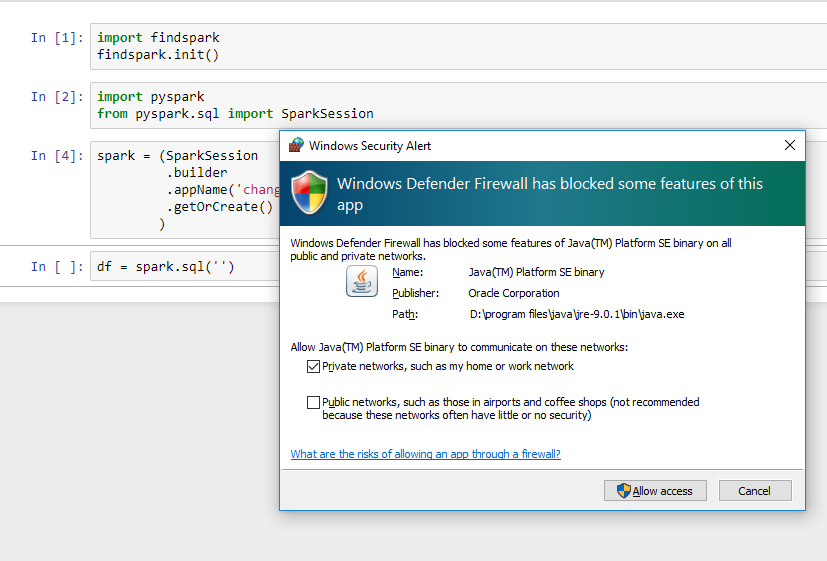 In [1]: import findspark
findspark.init()
In [2]: import pyspark
from pyspark.sql import SparkSession
In [4]: spark = (SparkSession
.builder
.appName('chang
.getOrCreate()
)
In [ ]: df = spark.sql('')
Windows Security Alert
Windows Defender Firewall has blocked some features of this
app
Windows Defender Firewall has blocked some features of Java(TM) Platform SE binary on all
public and private networks.
Name: Java(TM) Platform SE binary
Publisher: Oracle Corporation
Path: D:\program files\java\jre-9.0.1\bin\java.exe
Allow Java(TM) Platform SE binary to communicate on these networks:
Private networks, such as my home or work network
Public networks, such as those in airports and coffee shops (not recommended
because these networks often have little or no security)
What are the risks of allowing an app through a firewall?
Allow access Cancel